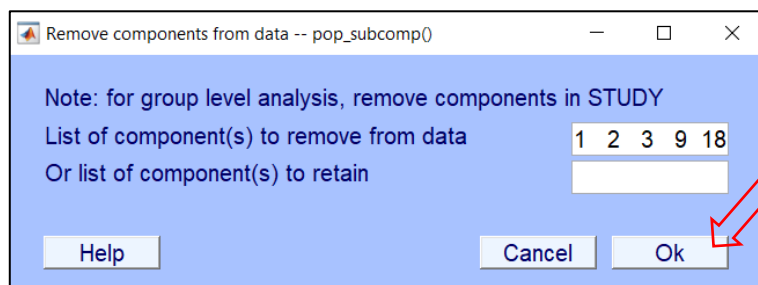 Remove components from data -- pop_subcomp()
Note: for group level analysis, remove components in STUDY
List of component(s) to remove from data 1 2 3 9 18
Or list of component(s) to retain
Help Cancel Ok